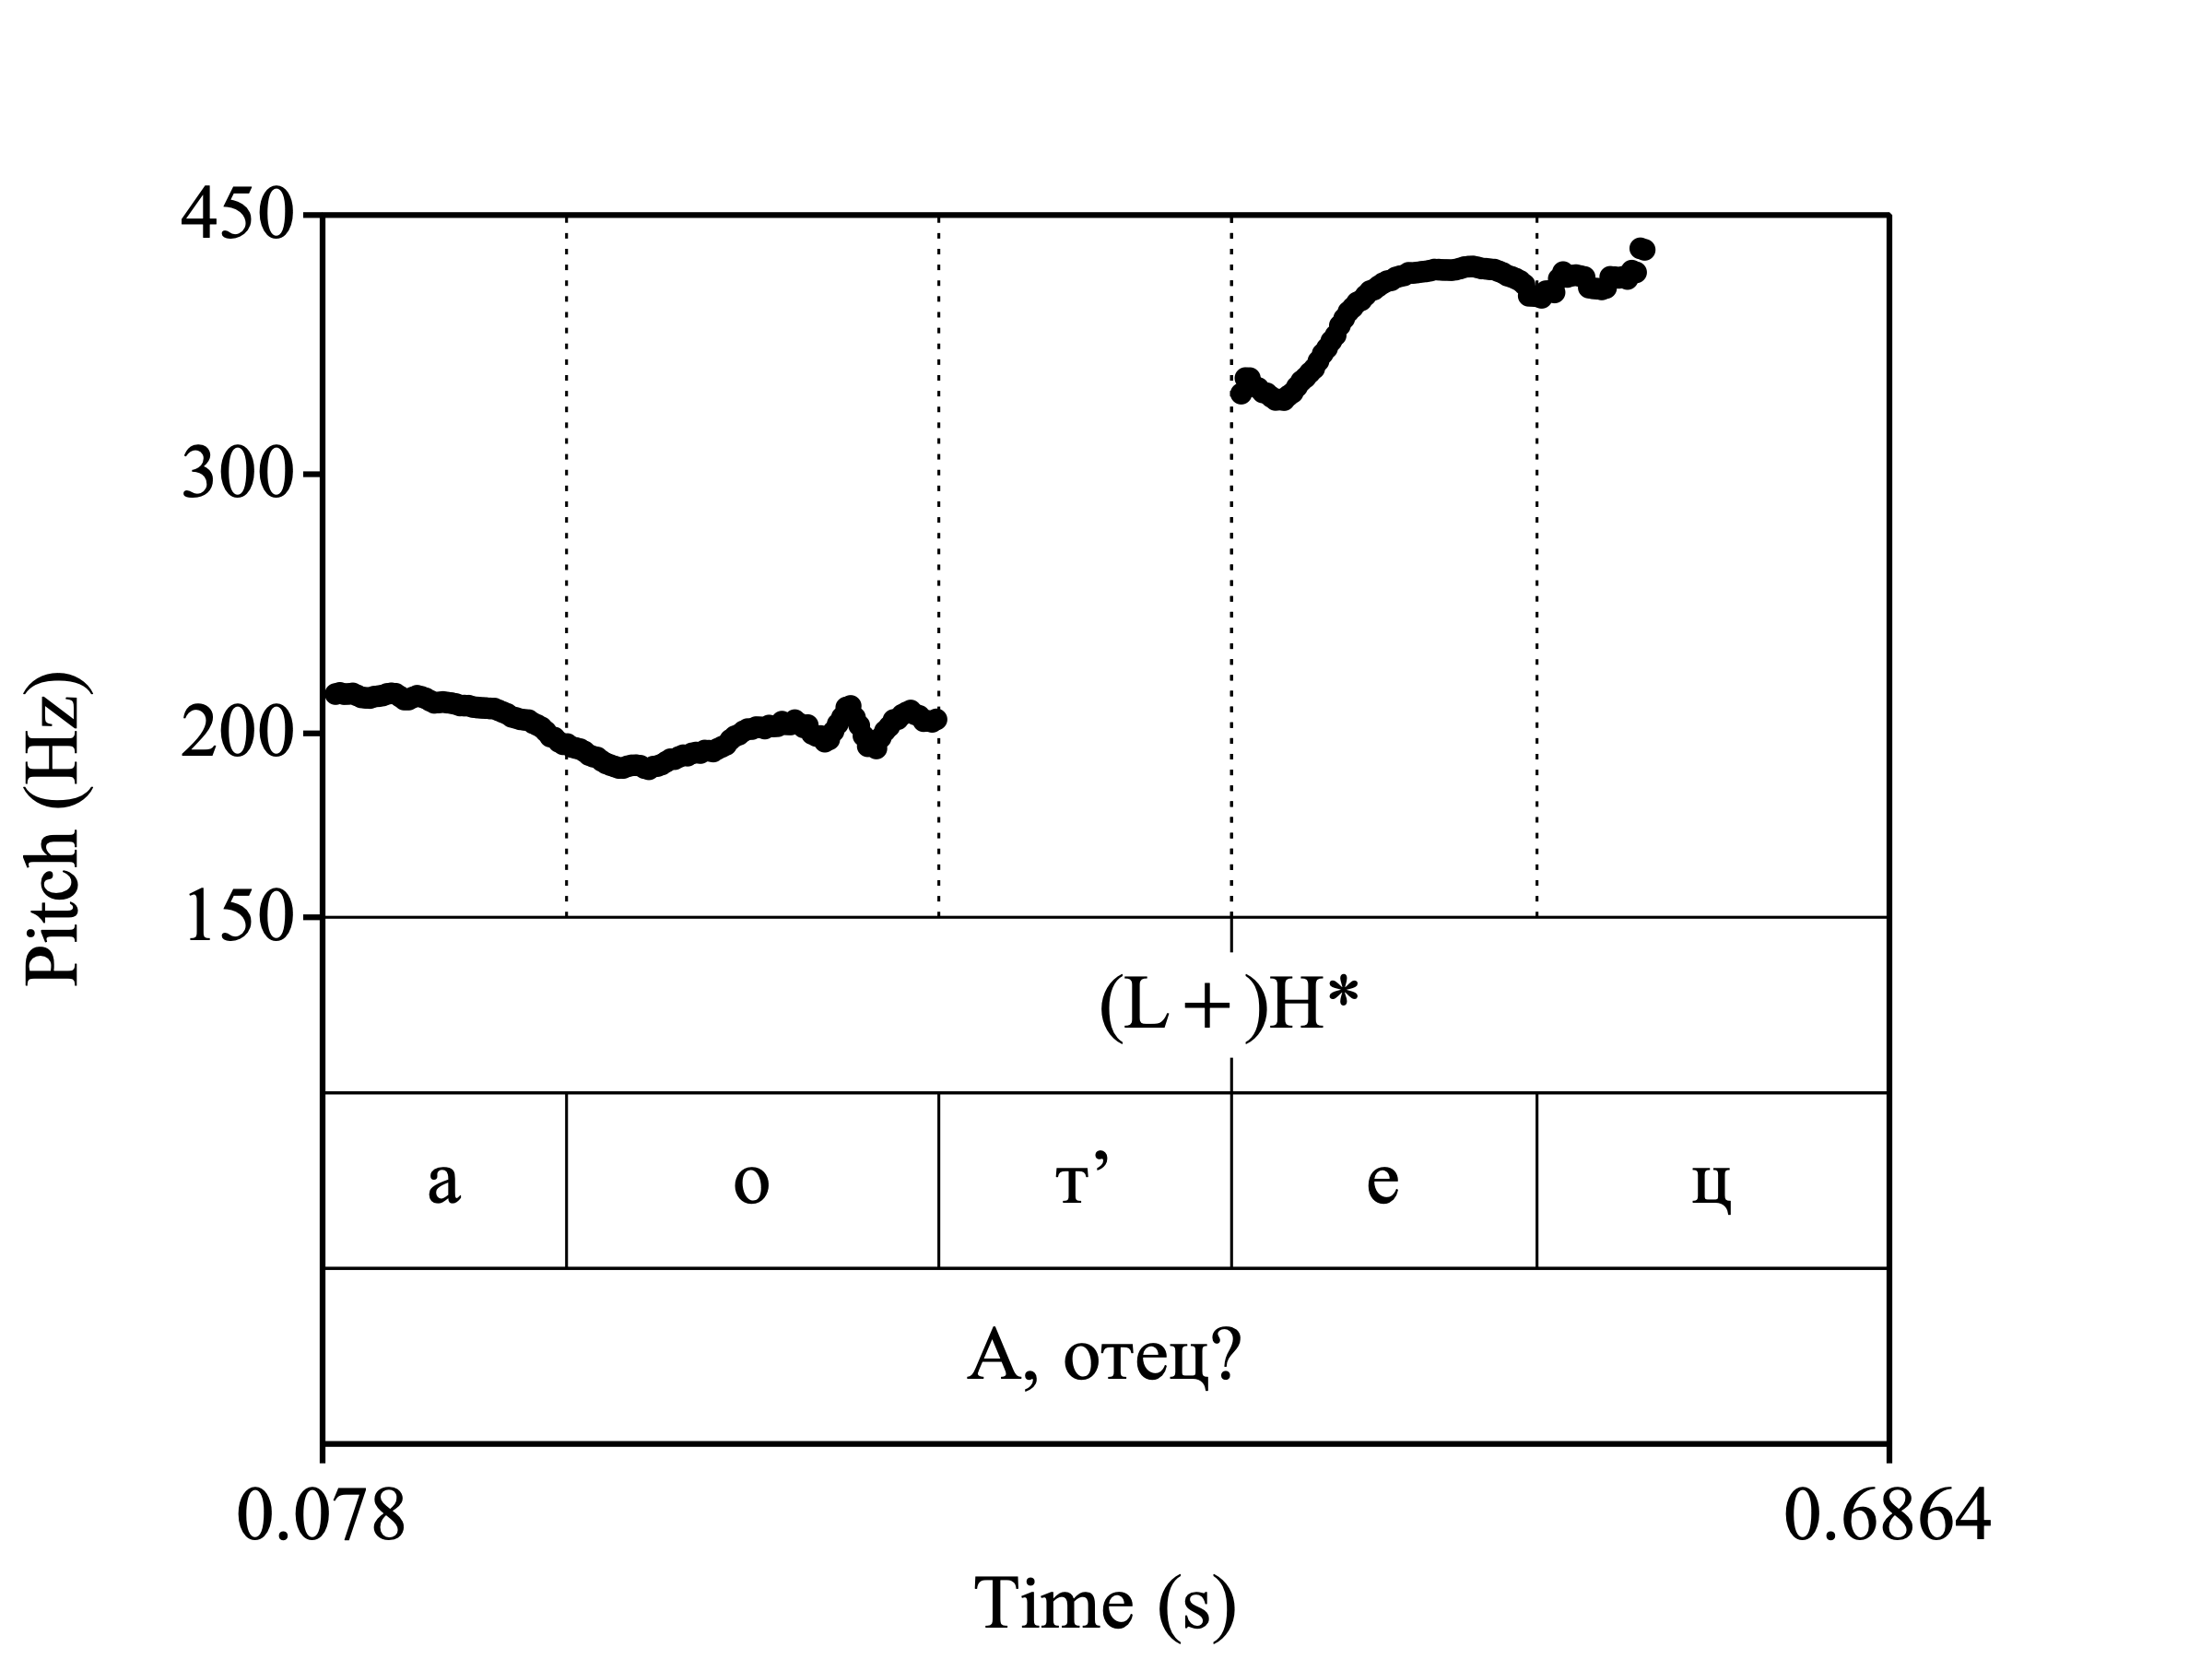 450
300
200
150
Pitch (Hz)
(L+)H*
а о т’ е ц
А, отец?
0.078 0.6864
Time (s)